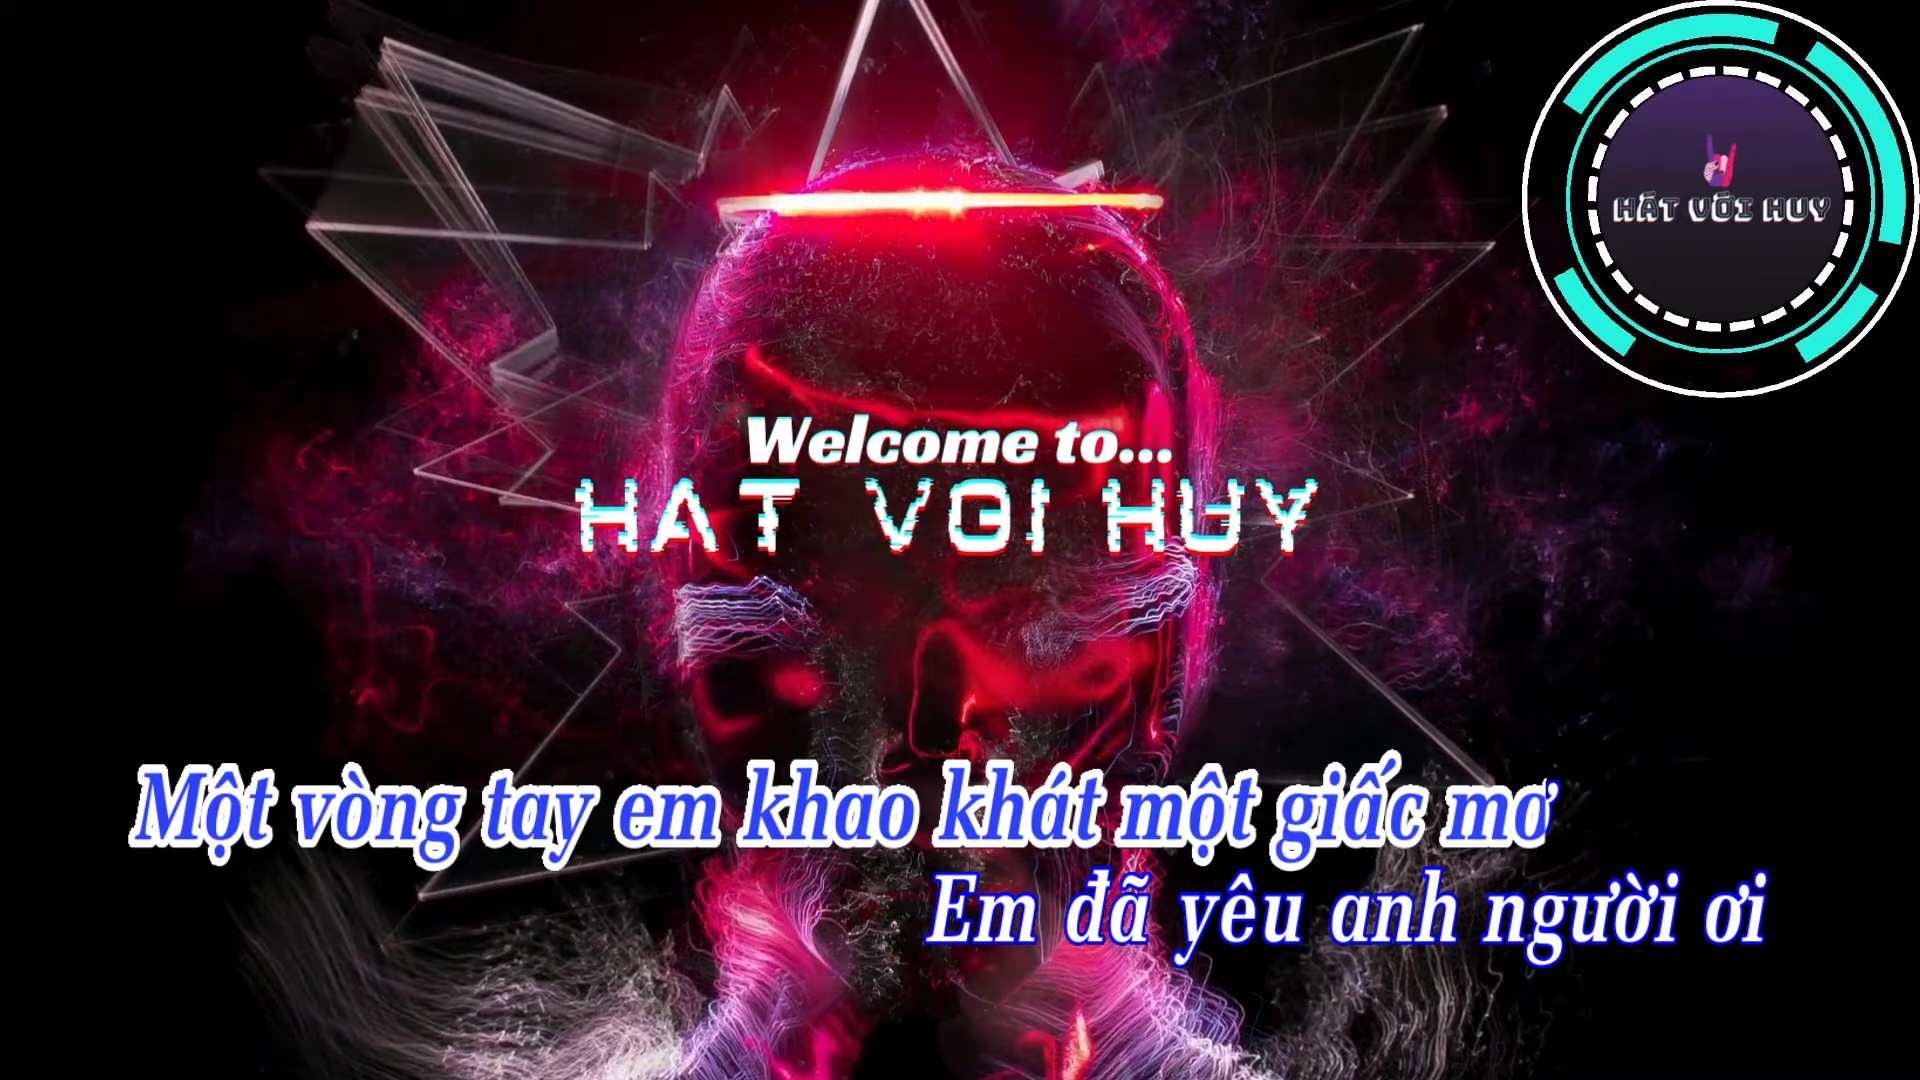 HÁT VỚI HUY
Welcome to...
HAT VOI HUY
Một vòng tay em khao khát một giấc mơ
Em đã yêu anh người ơi